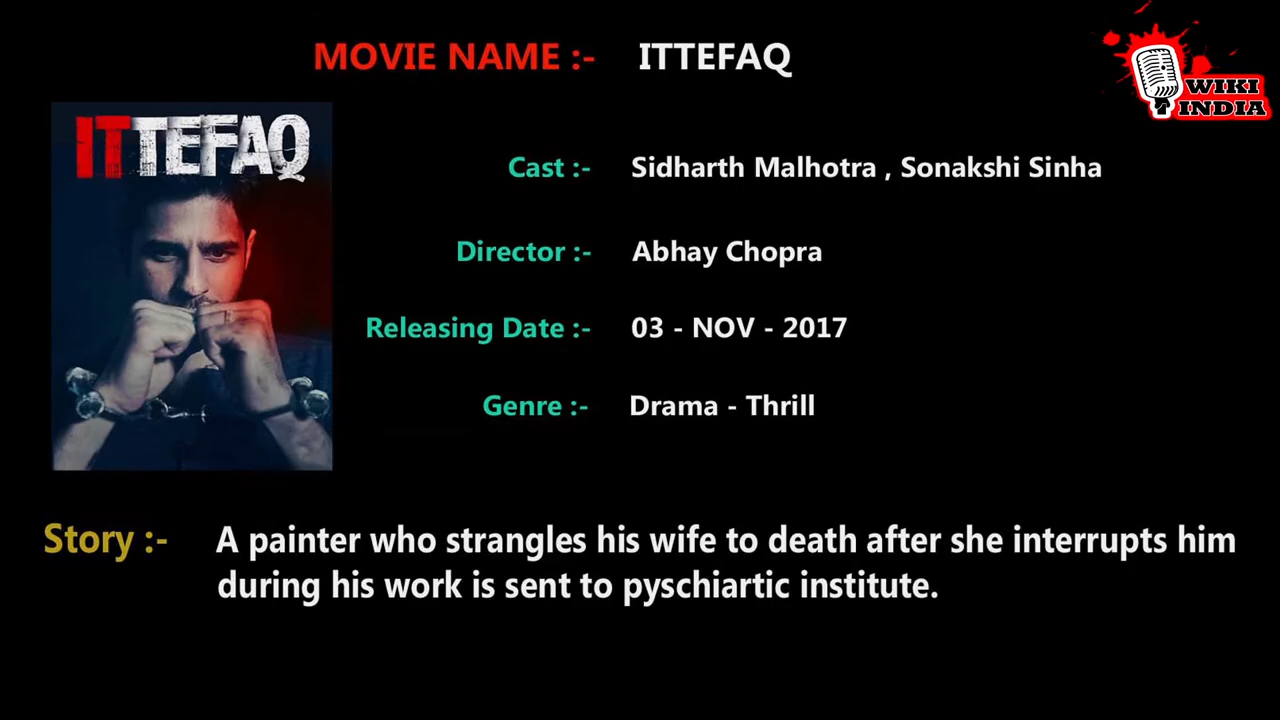 MOVIE NAME :- ITTEFAQ
WIKI
INDIA
ITTEFAQ
Cast :- Sidharth Malhotra , Sonakshi Sinha
Director :- Abhay Chopra
Releasing Date :- 03 - NOV - 2017
Genre :- Drama - Thrill
Story :- A painter who strangles his wife to death after she interrupts him
during his work is sent to pyschiartic institute.